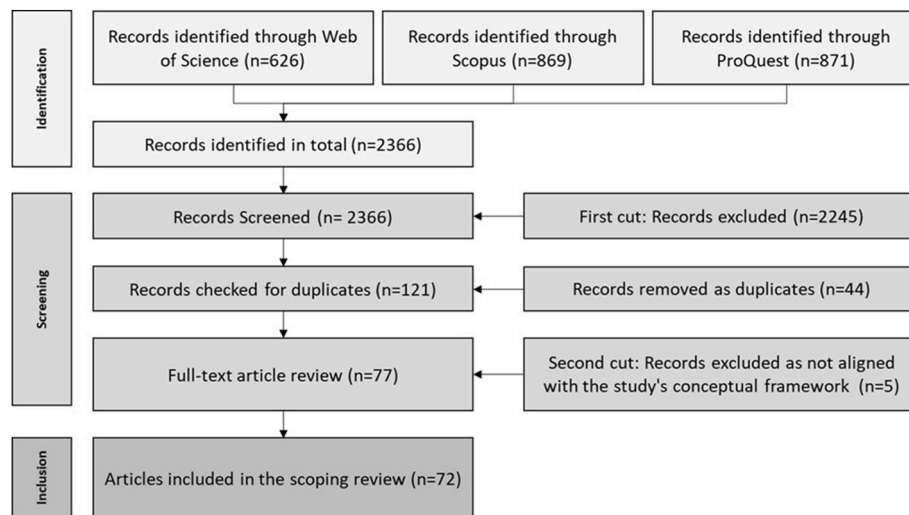 Identification
Records identified through Web
of Science (n=626)
Records identified through
Scopus (n=869)
Records identified through
ProQuest (n=871)
Records identified in total (n=2366)
Screening
Records Screened (n= 2366)
First cut: Records excluded (n=2245)
Records checked for duplicates (n=121)
Records removed as duplicates (n=44)
Full-text article review (n=77)
Second cut: Records excluded as not aligned
with the study's conceptual framework (n=5)
Inclusion
Articles included in the scoping review (n=72)